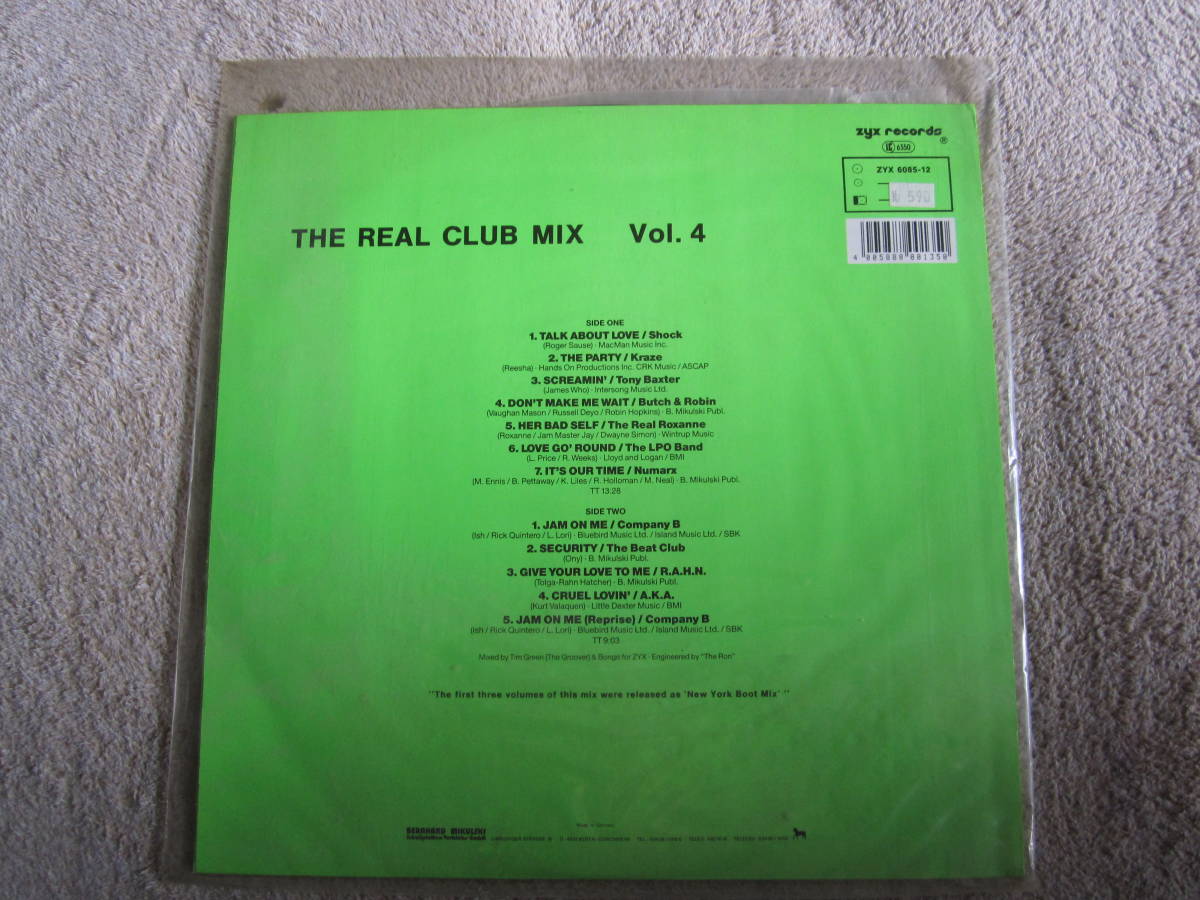 zyx records
®
LC 6550
ZYX 6085-12
590
4 005880 001350
THE REAL CLUB MIX Vol. 4
SIDE ONE
1. TALK ABOUT LOVE / Shock
(Roger Sause) · MacMan Music Inc.
2. THE PARTY / Kraze
(Reesha) · Hands On Productions Inc. CRK Music / ASCAP
3. SCREAMIN' / Tony Baxter
(James Who) · Intersong Music Ltd.
4. DON'T MAKE ME WAIT / Butch & Robin
(Vaughan Mason / Russell Deyo / Robin Hopkins) · B. Mikulski Publ.
5. HER BAD SELF / The Real Roxanne
(Roxanne / Jam Master Jay / Dwayne Simon) · Wintrup Music
6. LOVE GO' ROUND / The LPO Band
(L. Price / R. Weeks) · Lloyd and Logan / BMI
7. IT'S OUR TIME / Numarx
(M. Ennis / B. Pettaway / K. Liles / R. Holloman / M. Neal) · B. Mikulski Publ.
TT 13:28
SIDE TWO
1. JAM ON ME / Company B
(Ish / Rick Quintero / L. Lori) · Bluebird Music Ltd. / Island Music Ltd. / SBK
2. SECURITY / The Beat Club
(Ony) · B. Mikulski Publ.
3. GIVE YOUR LOVE TO ME / R.A.H.N.
(Tolga-Rahn Hatcher) · B. Mikulski Publ.
4. CRUEL LOVIN' / A.K.A.
(Kurt Valaquen) · Little Dexter Music / BMI
5. JAM ON ME (Reprise) / Company B
(Ish / Rick Quintero / L. Lori) · Bluebird Music Ltd. / Island Music Ltd. / SBK
TT 9:03
Mixed by Tim Green (The Groover) & Bongo for ZYX · Engineered by "The Ron"
"The first three volumes of this mix were released as 'New York Boot Mix' "
Made in Germany
BERNHARD MIKULSKI
Schallplatten Vertriebs-GmbH